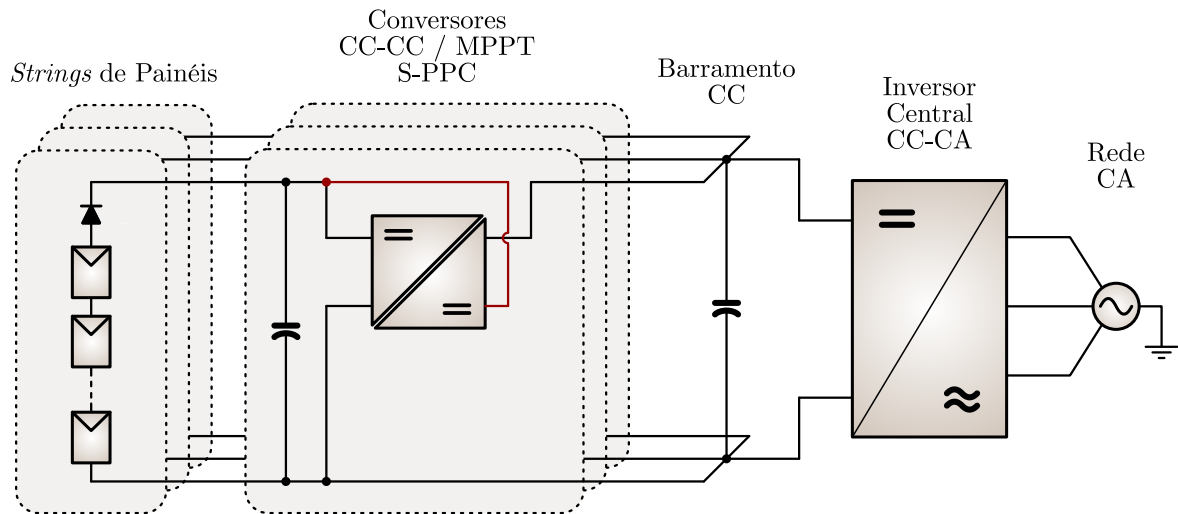 Strings de Painéis
Conversores
CC-CC / MPPT
S-PPC
Barramento
CC
Inversor
Central
CC-CA
Rede
CA